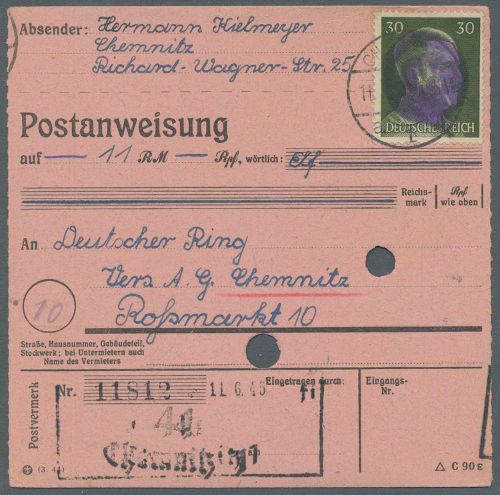 Absender: Hermann Kielmeyer
Chemnitz
Richard-Wagner-Str. 25
30 30
DEUTSCHES REICH
Postanweisung
auf 11 RM Rpf, wörtlich: Elf
Reichs-
mark
Rpf
wie oben
An Deutscher Ring
Vers. A. G. Chemnitz
Roßmarkt 10
10
Straße, Hausnummer, Gebäudeteil,
Stockwerk; bei Untermietern auch
Name des Vermieters
Postvermerk
Nr. 11812
11 6. 45
Eingetragen durch:
Eingangs-
Nr.
44
Chemnitz
C 90 E